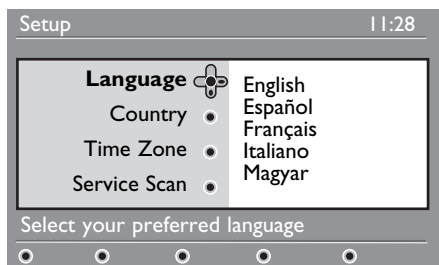 Setup 11:28
Language
Country
Time Zone
Service Scan
English
Español
Français
Italiano
Magyar
Select your preferred language